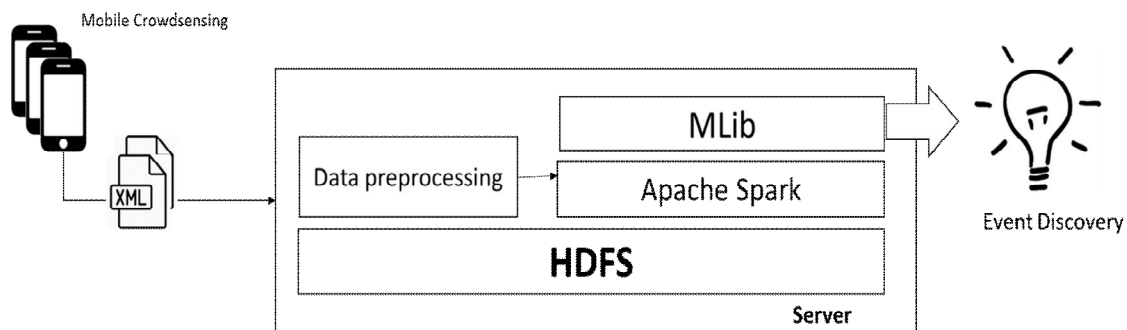 Mobile Crowdsensing
XML
Data preprocessing
MLib
Apache Spark
HDFS
Server
Event Discovery